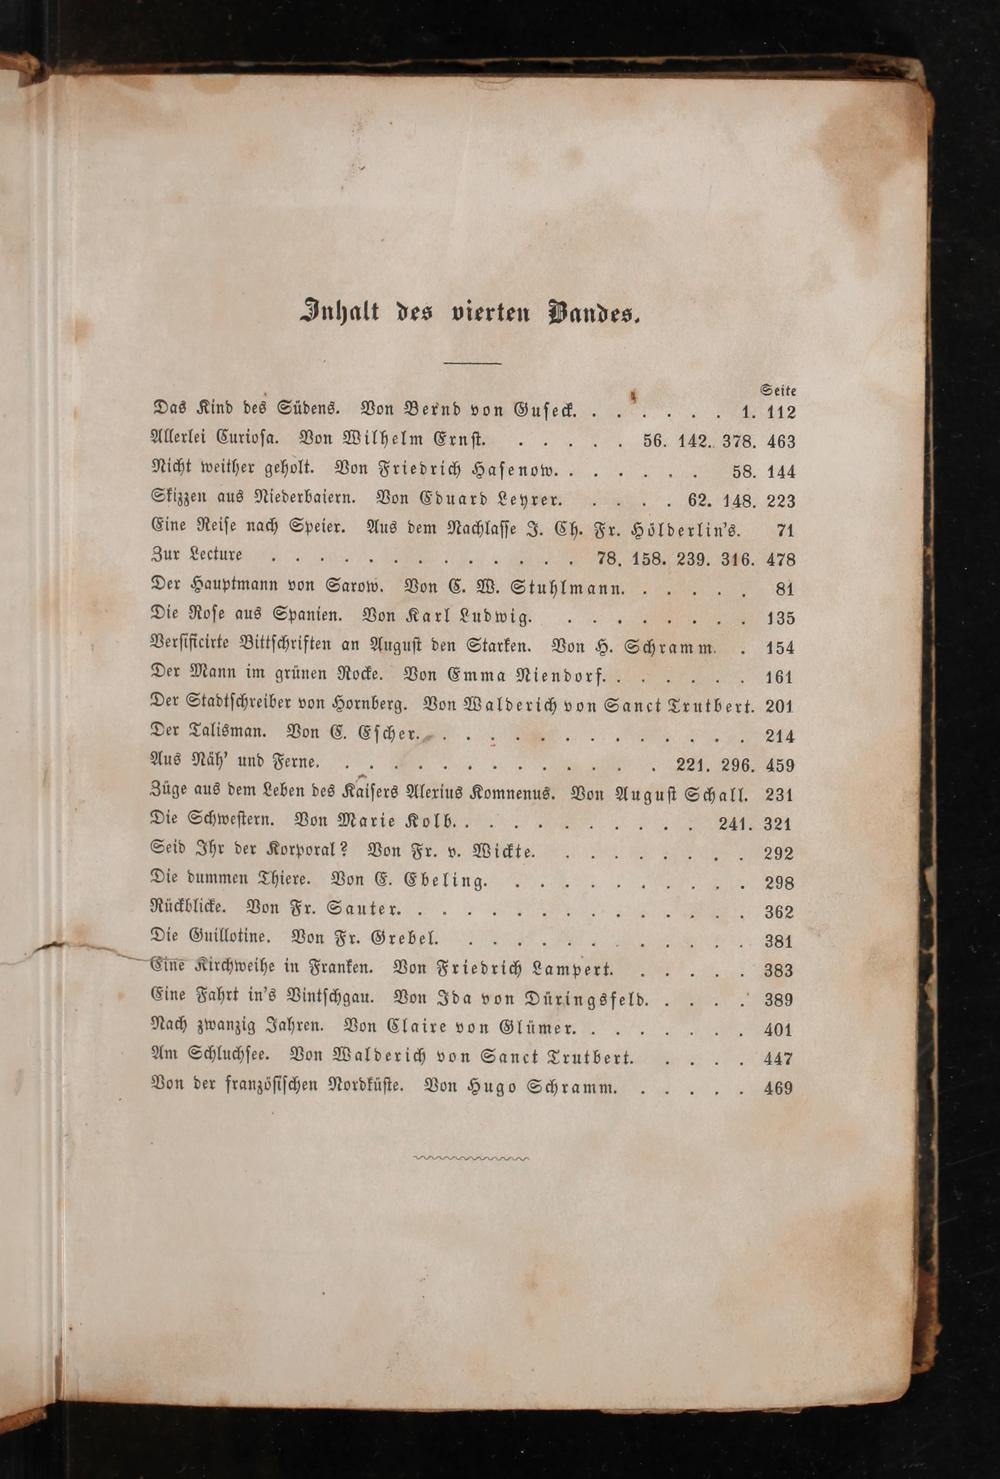 Inhalt des vierten Bandes.
Seite
Das Kind des Südens. Von Bernd von Guseck. . . . . . . 1. 112
Allerlei Curiosa. Von Wilhelm Ernst. . . . . . 56. 142. 378. 463
Nicht weither geholt. Von Friedrich Hasenow. . . . . . . 58. 144
Skizzen aus Niederbaiern. Von Eduard Leyrer. . . . . 62. 148. 223
Eine Reise nach Speier. Aus dem Nachlasse J. Ch. Fr. Hölderlin's. 71
Zur Lecture . . . . . . . . . . . . . 78. 158. 239. 316. 478
Der Hauptmann von Sarow. Von C. W. Stuhlmann. . . . . . 81
Die Rose aus Spanien. Von Karl Ludwig. . . . . . . . . 135
Versificirte Bittschriften an August den Starken. Von H. Schramm. . 154
Der Mann im grünen Rocke. Von Emma Niendorf. . . . . . . 161
Der Stadtschreiber von Hornberg. Von Walderich von Sanct Trutbert. 201
Der Talisman. Von C. Escher. . . . . . . . . . . . . 214
Aus Näh' und Ferne. . . . . . . . . . . . . 221. 296. 459
Züge aus dem Leben des Kaisers Alexius Komnenus. Von August Schall. 231
Die Schwestern. Von Marie Kolb. . . . . . . . . . 241. 321
Seid Ihr der Korporal? Von Fr. v. Wickte. . . . . . . . . 292
Die dummen Thiere. Von E. Ebeling. . . . . . . . . . . 298
Rückblicke. Von Fr. Sauter. . . . . . . . . . . . . . 362
Die Guillotine. Von Fr. Grebel. . . . . . . . . . . . 381
Eine Kirchweihe in Franken. Von Friedrich Lampert. . . . . . 383
Eine Fahrt in's Vintschgau. Von Ida von Düringsfeld. . . . . 389
Nach zwanzig Jahren. Von Claire von Glümer. . . . . . . . 401
Am Schluchsee. Von Walderich von Sanct Trutbert. . . . . 447
Von der französischen Nordküste. Von Hugo Schramm. . . . . . 469